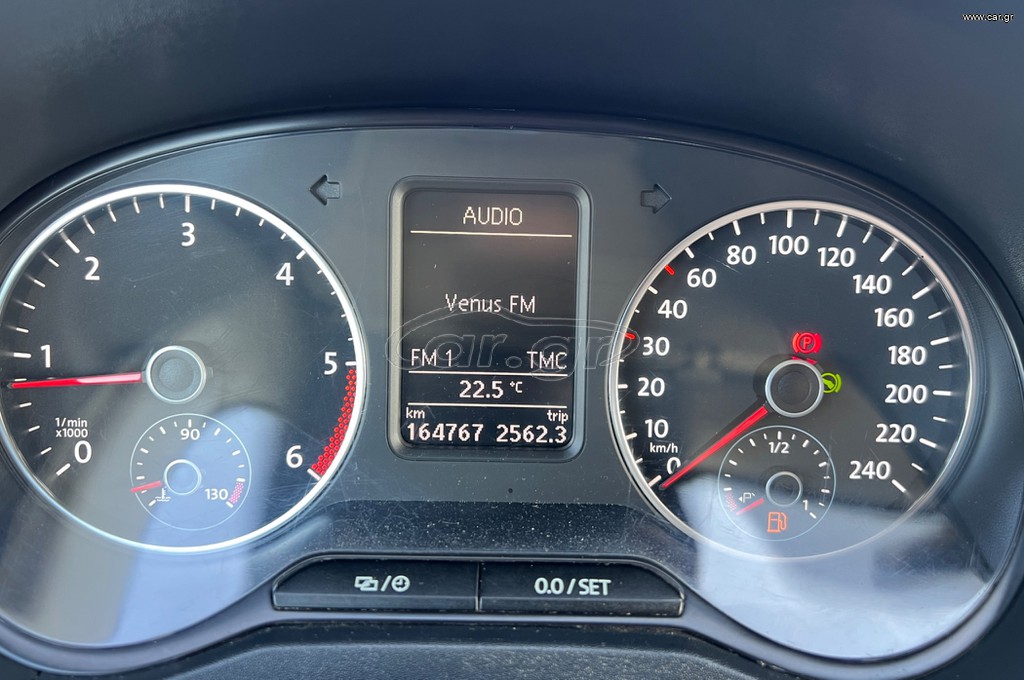 www.car.gr
AUDIO
Venus FM
FM 1 TMC
22.5 °C
km trip
164767 2562.3
0 1 2 3 4 5 6
1/min
x1000
90
130
0 10 20 30 40 60 80 100 120 140 160 180 200 220 240
km/h
P
1/2
1
P
car.gr
0.0 / SET